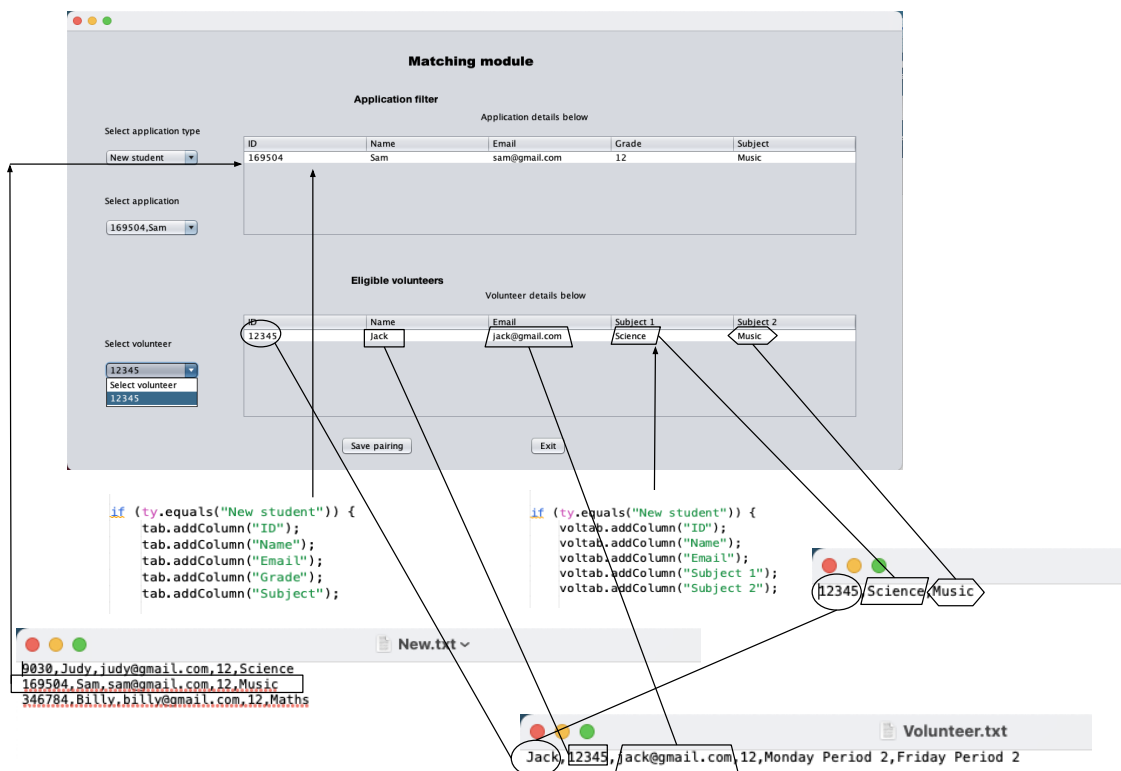 Matching module
Application filter
Application details below
Select application type
New student
ID Name Email Grade Subject
169504 Sam sam@gmail.com 12 Music
Select application
169504,Sam
Eligible volunteers
Volunteer details below
ID Name Email Subject 1 Subject 2
12345 Jack jack@gmail.com Science Music
Select volunteer
12345
Select volunteer
12345
Save pairing Exit
if (ty.equals("New student")) {
tab.addColumn("ID");
tab.addColumn("Name");
tab.addColumn("Email");
tab.addColumn("Grade");
tab.addColumn("Subject");
if (ty.equals("New student")) {
voltab.addColumn("ID");
voltab.addColumn("Name");
voltab.addColumn("Email");
voltab.addColumn("Subject 1");
voltab.addColumn("Subject 2");
12345,Science,Music
New.txt
9030,Judy,judy@gmail.com,12,Science
169504,Sam,sam@gmail.com,12,Music
346784,Billy,billy@gmail.com,12,Maths
Volunteer.txt
Jack,12345,jack@gmail.com,12,Monday Period 2,Friday Period 2